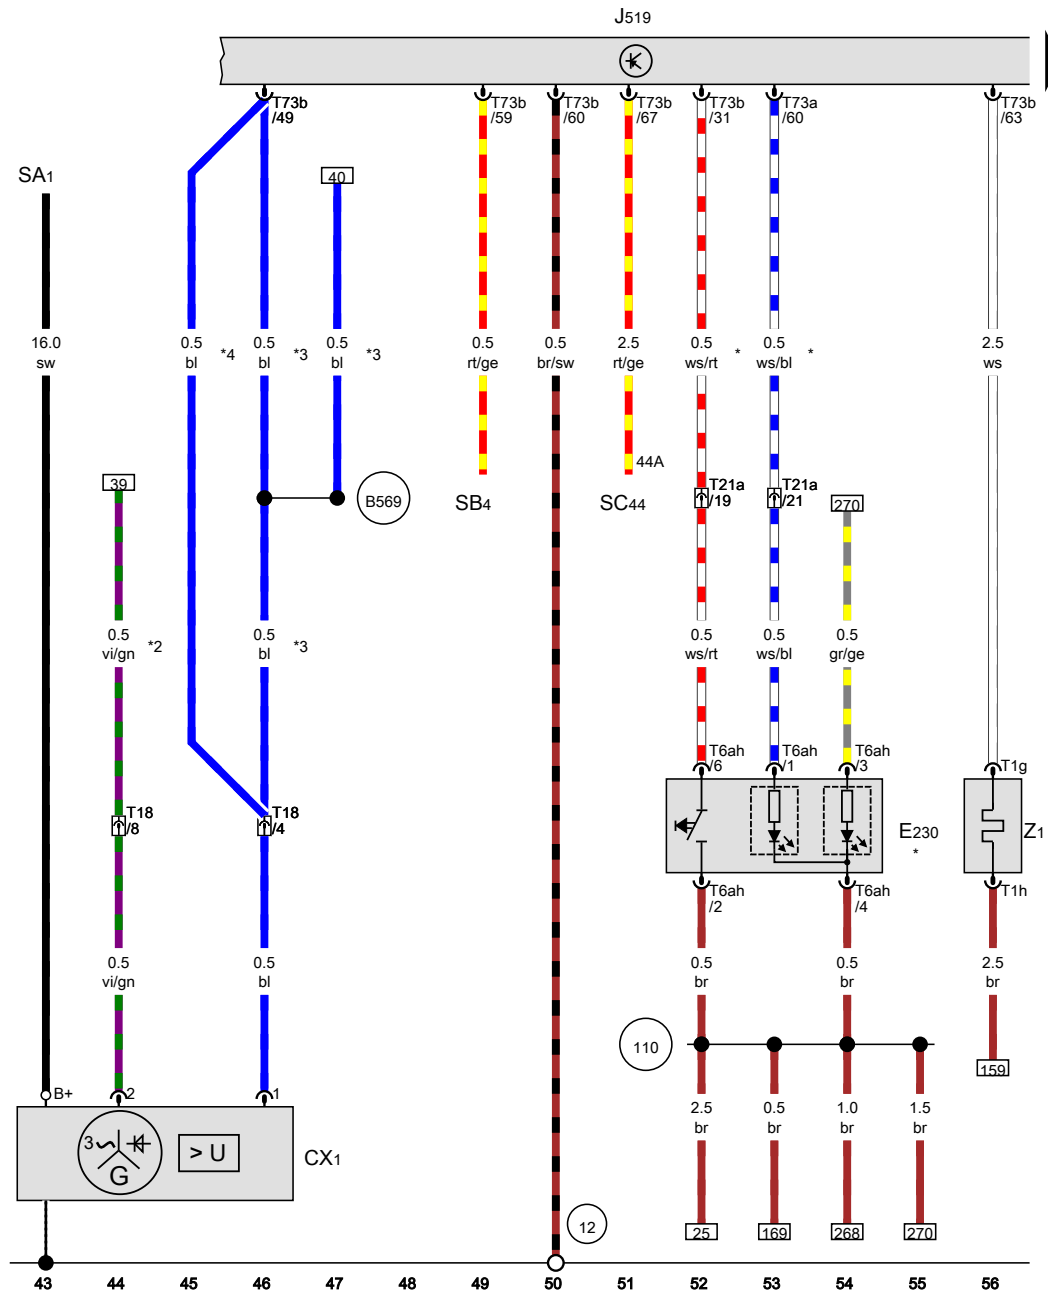 J519
T73b
/49
T73b
/59
T73b
/60
T73b
/67
T73b
/31
T73a
/60
T73b
/63
SA1
40
16.0
sw
0.5
bl
*4
0.5
bl
*3
0.5
bl
*3
0.5
rt/ge
0.5
br/sw
2.5
rt/ge
0.5
ws/rt
*
0.5
ws/bl
*
2.5
ws
44A
39
B569
SB4
SC44
T21a
/19
T21a
/21
270
0.5
vi/gn
*2
0.5
bl
*3
0.5
ws/rt
0.5
ws/bl
0.5
gr/ge
T6ah
/6
T6ah
/1
T6ah
/3
T1g
T18
/8
T18
/4
E230
*
Z1
T6ah
/2
T6ah
/4
T1h
0.5
vi/gn
0.5
bl
0.5
br
0.5
br
2.5
br
110
159
B+
2
1
2.5
br
0.5
br
1.0
br
1.5
br
3
G
> U
CX1
12
25
169
268
270
43 44 45 46 47 48 49 50 51 52 53 54 55 56